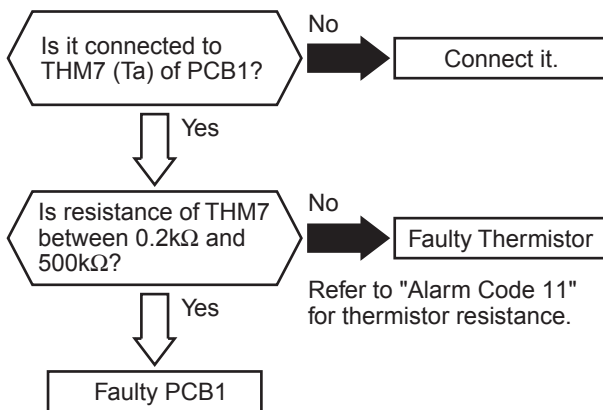 Is it connected to
THM7 (Ta) of PCB1?
No
Connect it.
Yes
Is resistance of THM7
between 0.2kΩ and
500kΩ?
No
Faulty Thermistor
Refer to "Alarm Code 11"
for thermistor resistance.
Yes
Faulty PCB1